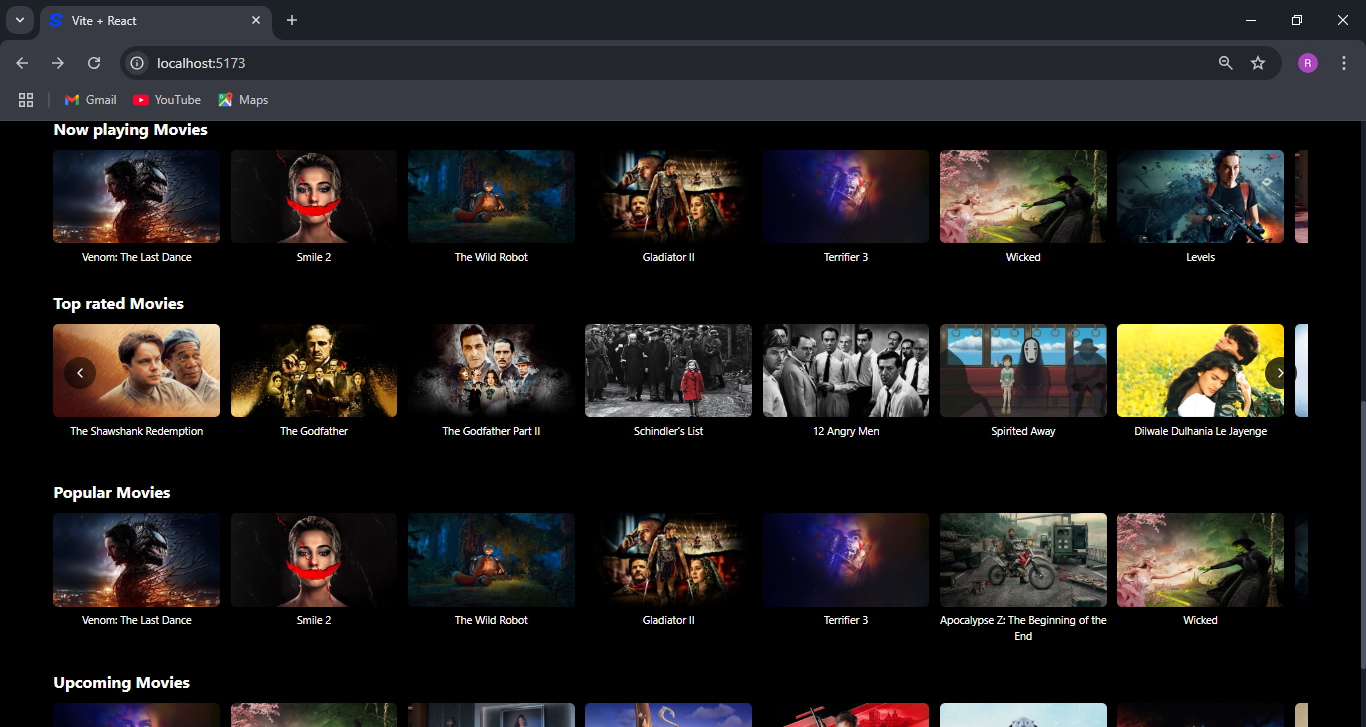 Vite + React
localhost:5173
R
Gmail
YouTube
Maps
Now playing Movies
Venom: The Last Dance
Smile 2
The Wild Robot
Gladiator II
Terrifier 3
Wicked
Levels
Top rated Movies
The Shawshank Redemption
The Godfather
The Godfather Part II
Schindler's List
12 Angry Men
Spirited Away
Dilwale Dulhania Le Jayenge
Popular Movies
Venom: The Last Dance
Smile 2
The Wild Robot
Gladiator II
Terrifier 3
Apocalypse Z: The Beginning of the
End
Wicked
Upcoming Movies